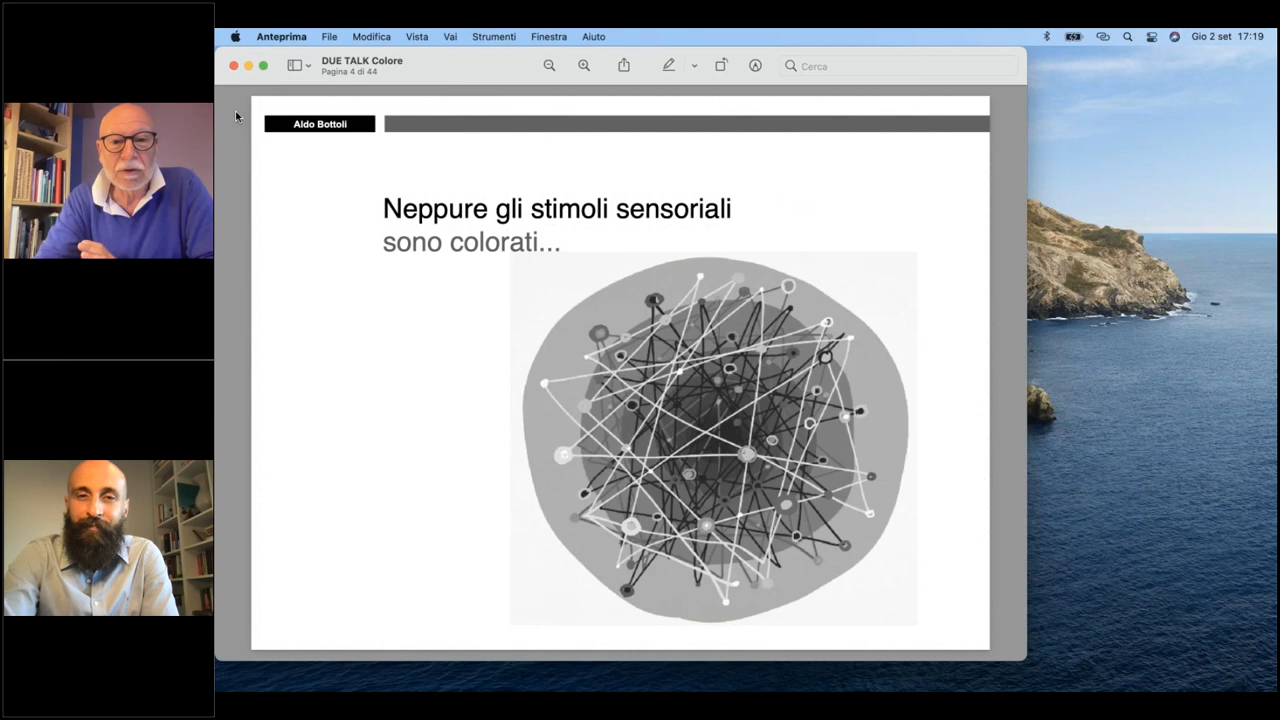 Anteprima File Modifica Vista Vai Strumenti Finestra Aiuto Gio 2 set 17:19
DUE TALK Colore
Pagina 4 di 44
Cerca
Aldo Bottoli
Neppure gli stimoli sensoriali
sono colorati...